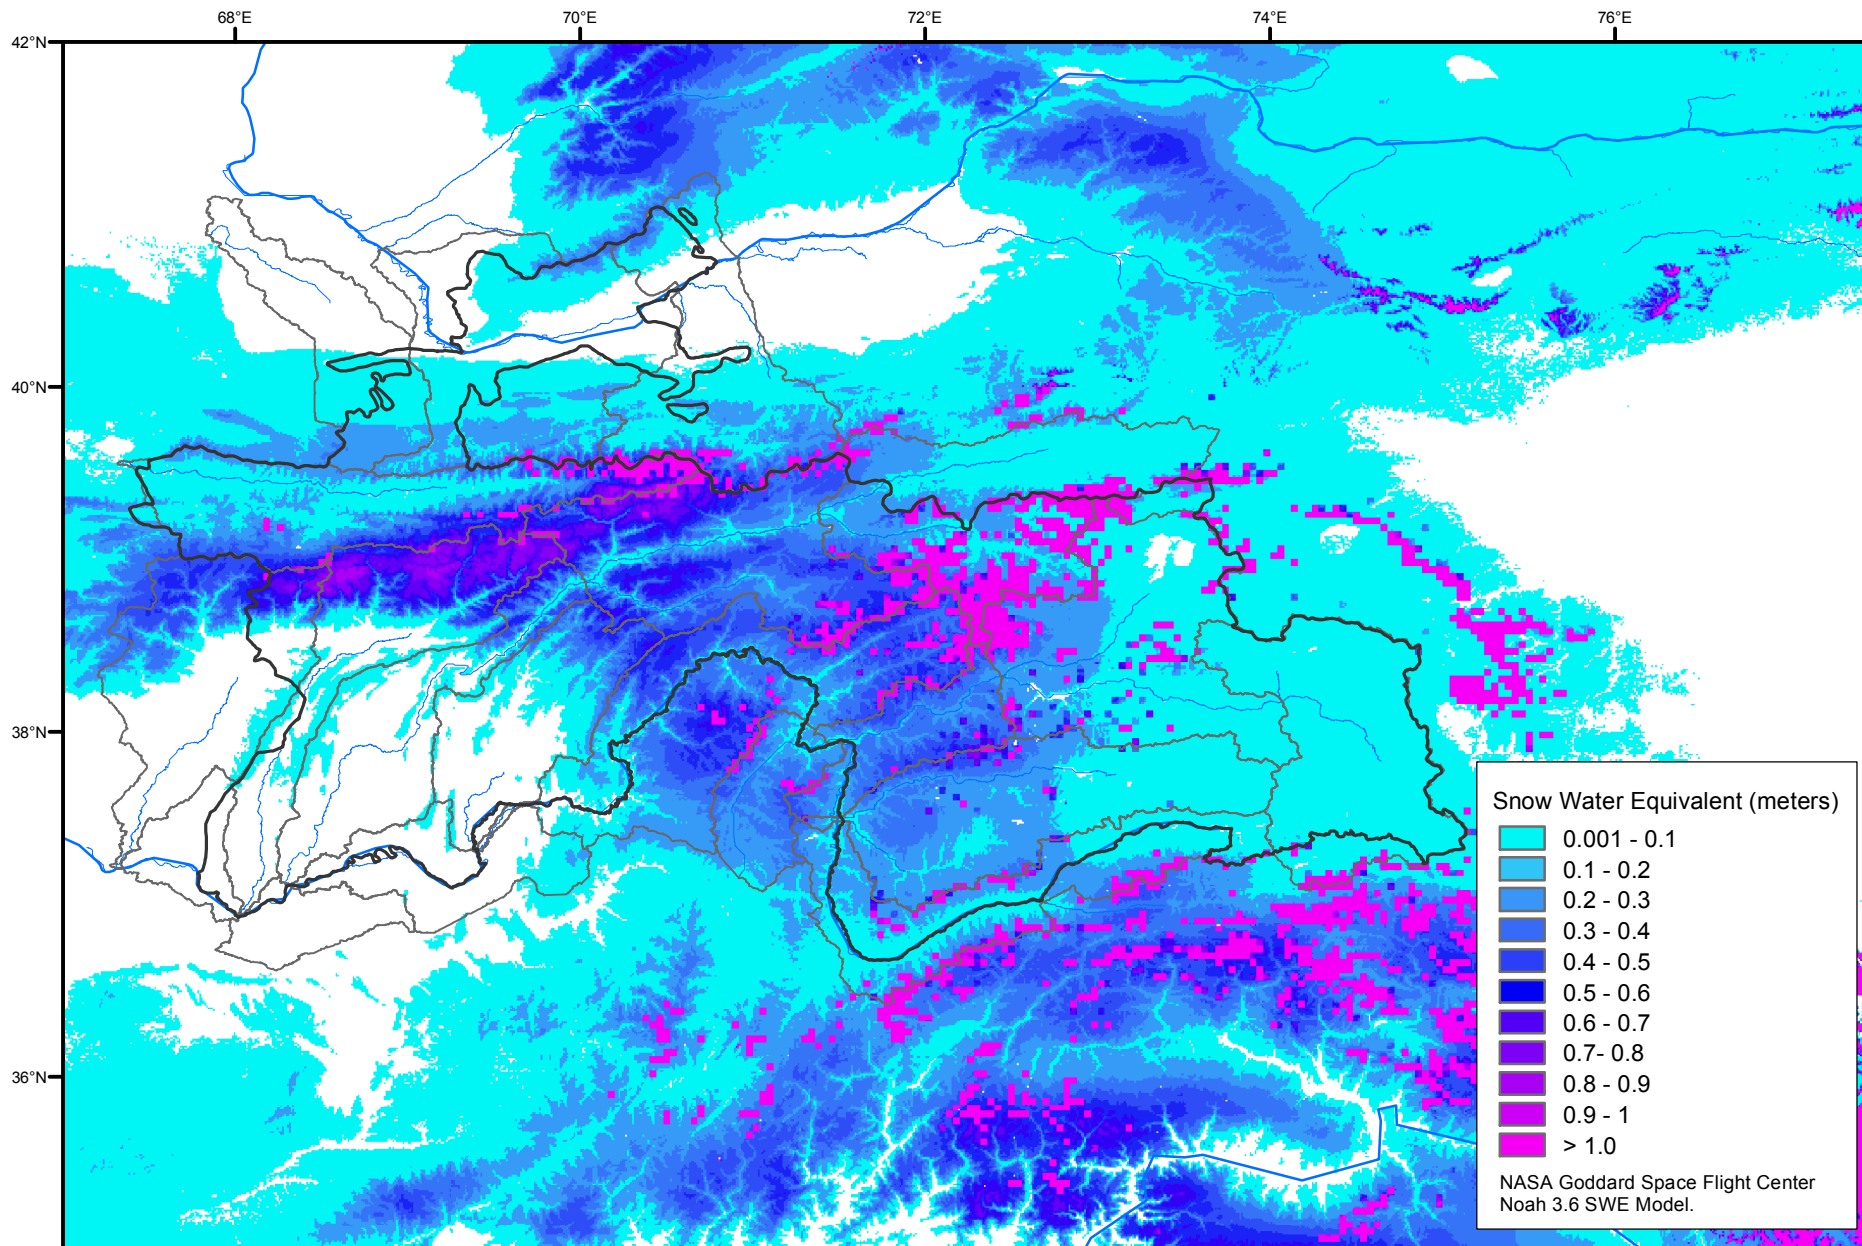 68°E
70°E
72°E
74°E
76°E
42°N
40°N
38°N
36°N
Snow Water Equivalent (meters)
0.001 - 0.1
0.1 - 0.2
0.2 - 0.3
0.3 - 0.4
0.4 - 0.5
0.5 - 0.6
0.6 - 0.7
0.7- 0.8
0.8 - 0.9
0.9 - 1
> 1.0
NASA Goddard Space Flight Center
Noah 3.6 SWE Model.